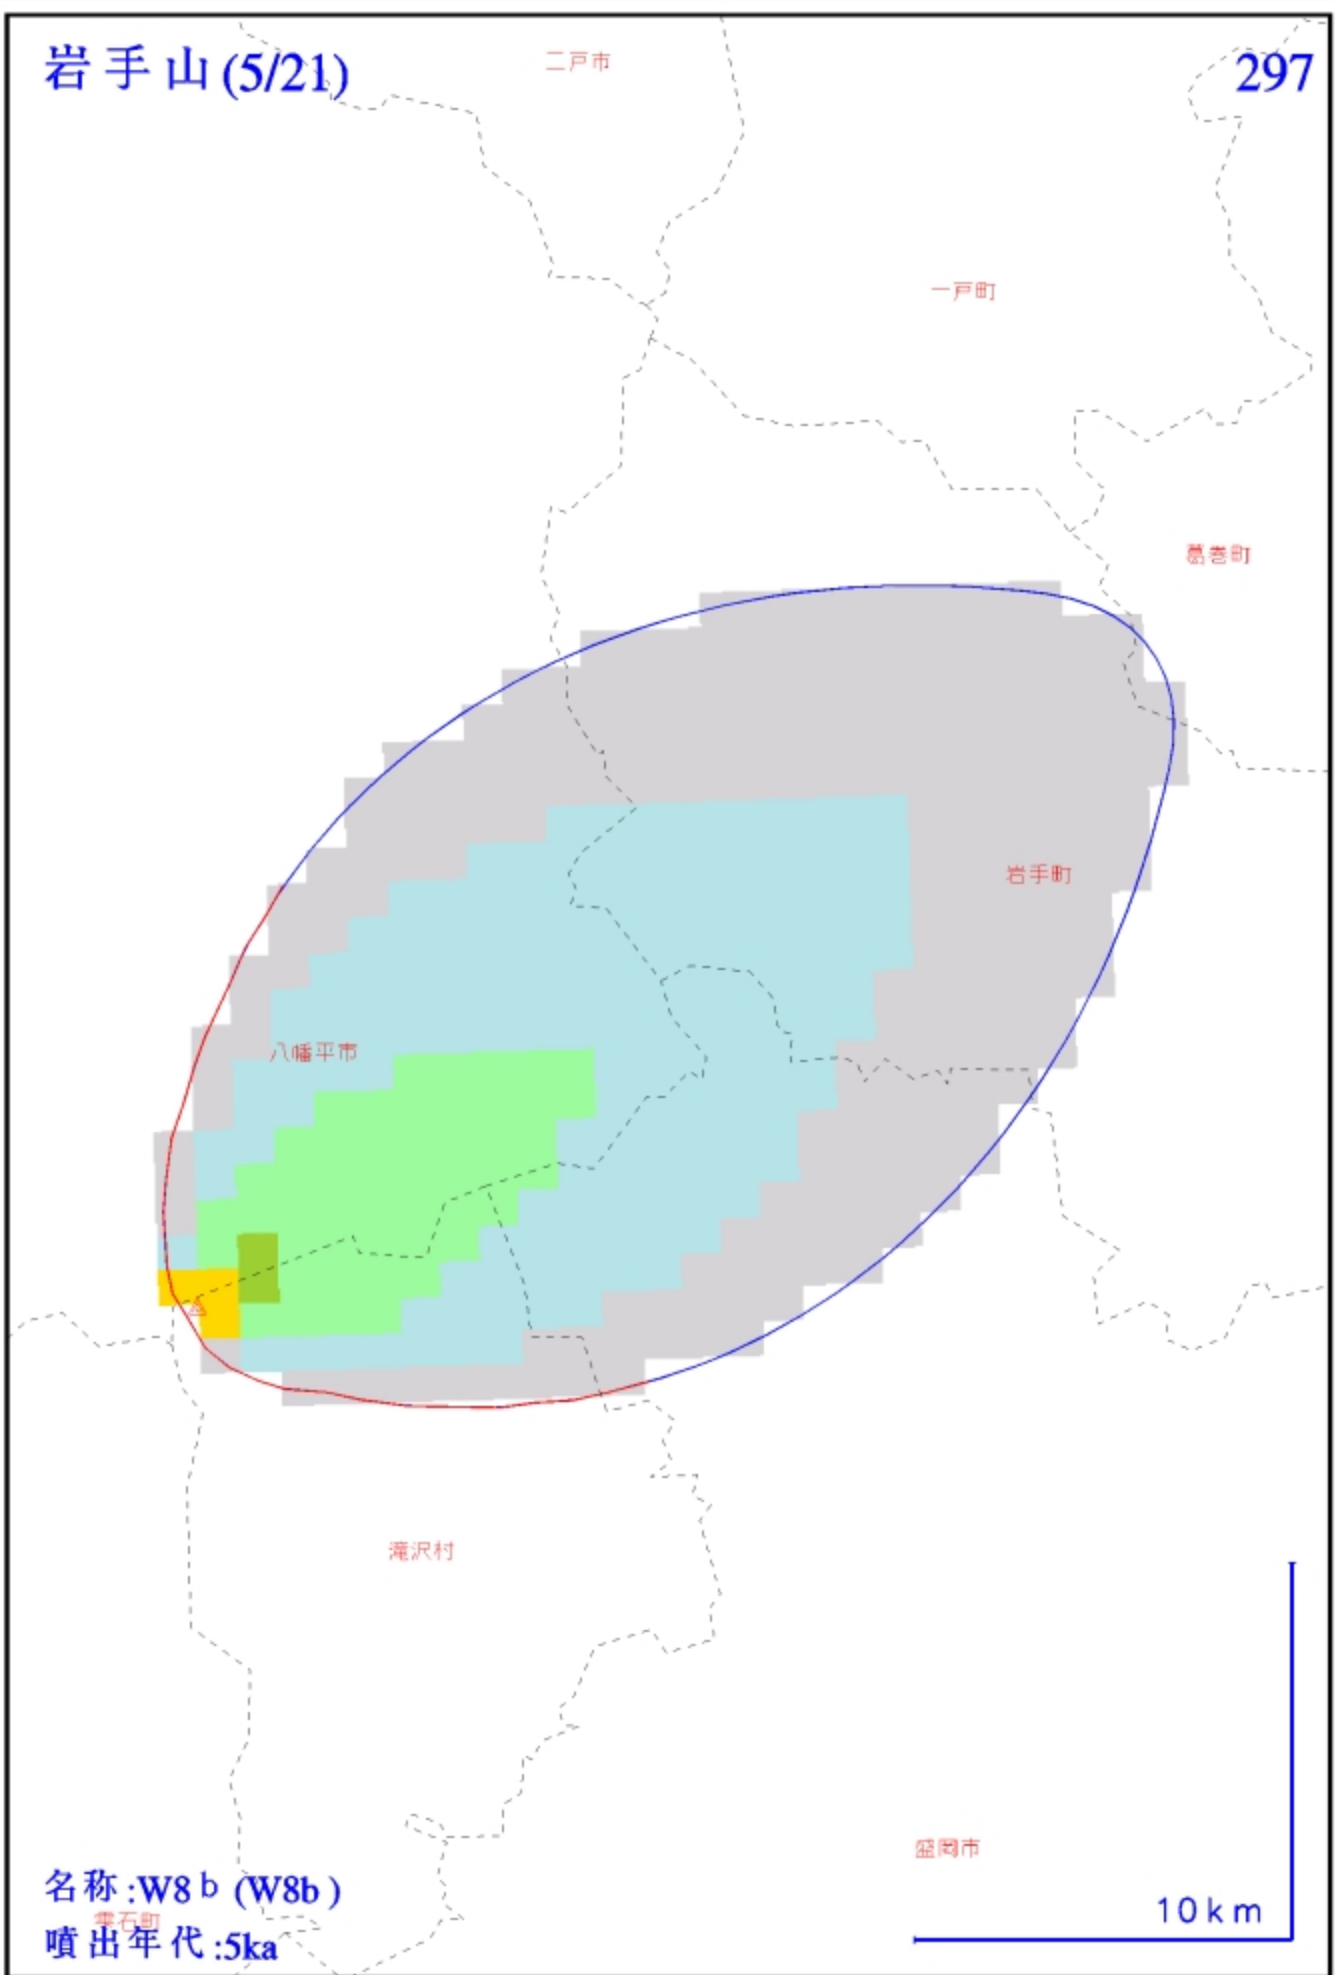 岩手山(5/21)
297
二戸市
一戸町
葛巻町
岩手町
八幡平市
滝沢村
盛岡市
名称:W8b (W8b)
雫石町
10km
噴出年代:5ka